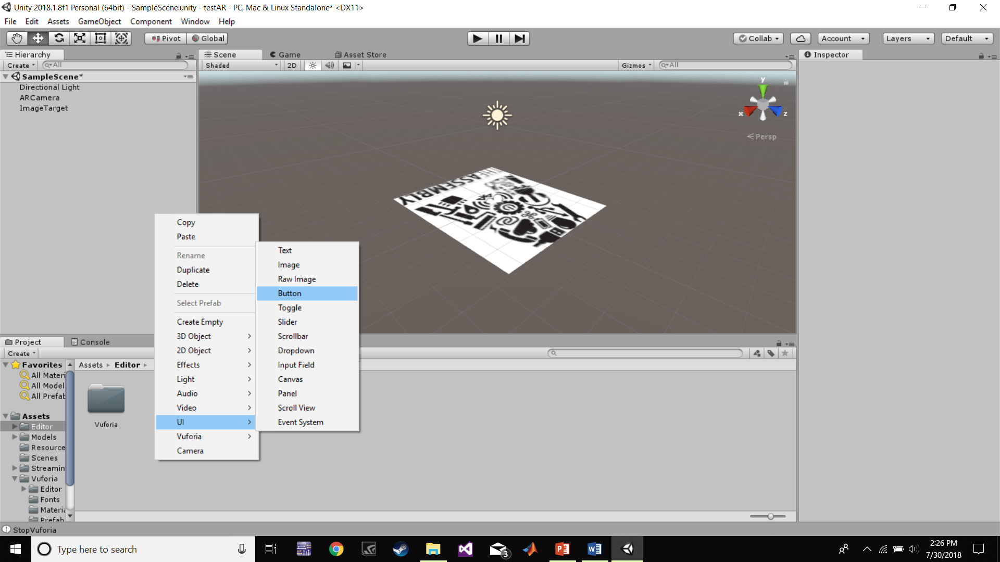 Unity 2018.1.8f1 Personal (64bit) - SampleScene.unity - testAR - PC, Mac & Linux Standalone* <DX11>
File Edit Assets GameObject Component Window Help
Pivot Global Collab Account Layers Default
Hierarchy
Create All
SampleScene*
Directional Light
ARCamera
ImageTarget
Scene Game Asset Store
Shaded 2D Gizmos All
y
x z
Persp
ASSEMBLY
Inspector
Copy
Paste
Rename
Duplicate
Delete
Select Prefab
Create Empty
3D Object
2D Object
Effects
Light
Audio
Video
UI
Vuforia
Camera
Text
Image
Raw Image
Button
Toggle
Slider
Scrollbar
Dropdown
Input Field
Canvas
Panel
Scroll View
Event System
Project Console
Create
Favorites
All Materi
All Model
All Prefab
Assets
Editor
Models
Resource
Scenes
Streamin
Vuforia
Editor
Fonts
Materia
Prefab
Assets Editor
Vuforia
StopVuforia
Type here to search
3
2:26 PM
7/30/2018